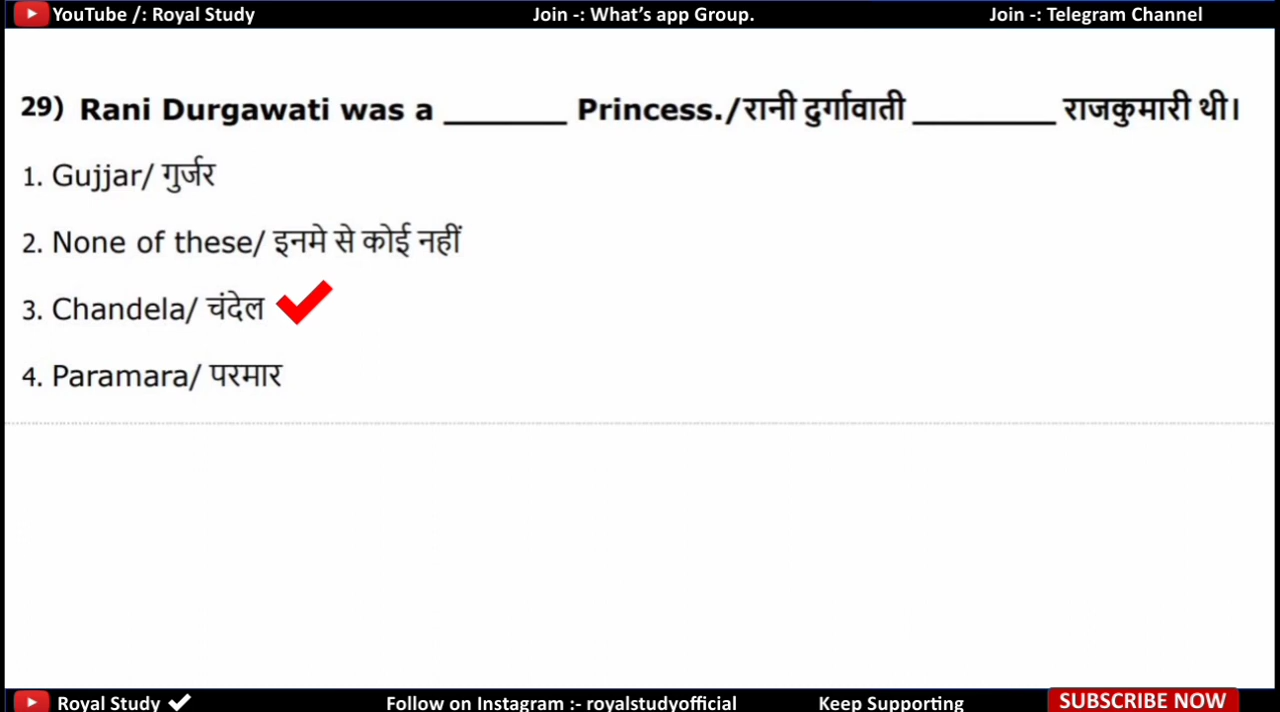 YouTube /: Royal Study Join -: What's app Group. Join -: Telegram Channel
29) Rani Durgawati was a ________ Princess./रानी दुर्गावाती _________ राजकुमारी थी।
1. Gujjar/ गुर्जर
2. None of these/ इनमे से कोई नहीं
3. Chandela/ चंदेल
4. Paramara/ परमार
Royal Study Follow on Instagram :- royalstudyofficial Keep Supporting SUBSCRIBE NOW